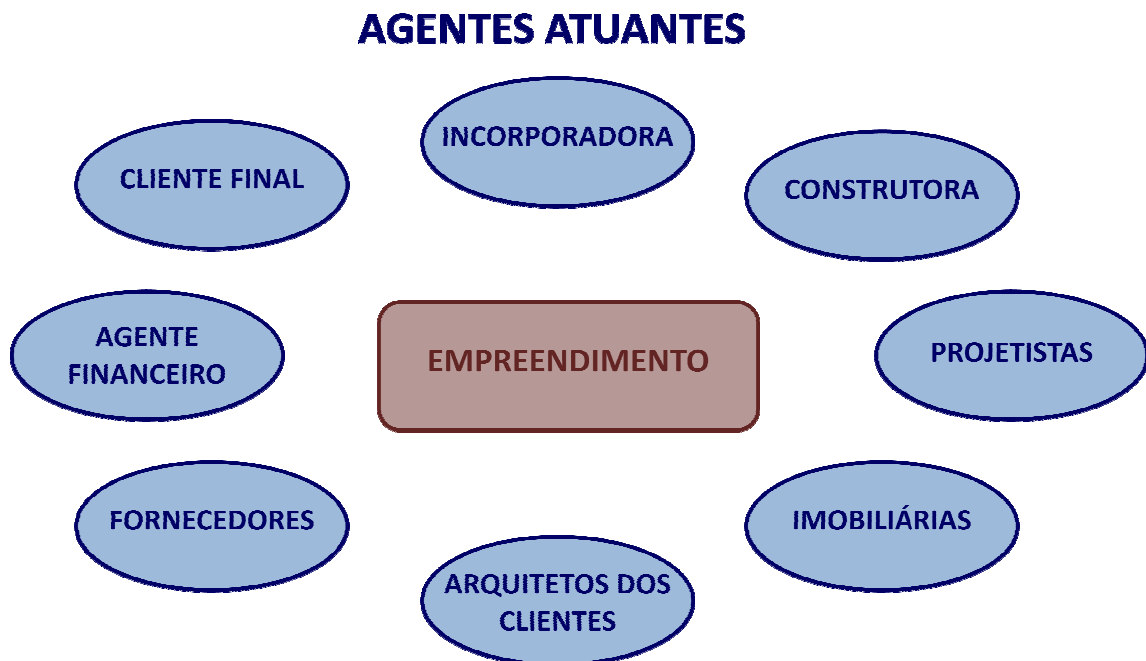 AGENTES ATUANTES
INCORPORADORA
CLIENTE FINAL
CONSTRUTORA
AGENTE
FINANCEIRO
EMPREENDIMENTO
PROJETISTAS
FORNECEDORES
IMOBILIÁRIAS
ARQUITETOS DOS
CLIENTES